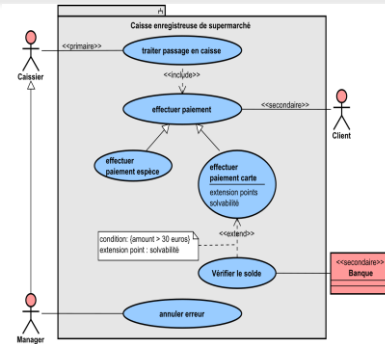 Caisse enregistreuse de supermarché
<<primaire>>
traiter passage en caisse
Caissier
<<include>>
effectuer paiement
<<secondaire>>
Client
effectuer
paiement espèce
effectuer
paiement carte
extension points
solvabilité
<<extend>>
condition: {amount > 30 euros}
extension point : solvabilité
<<secondaire>>
Banque
Vérifier le solde
annuler erreur
Manager